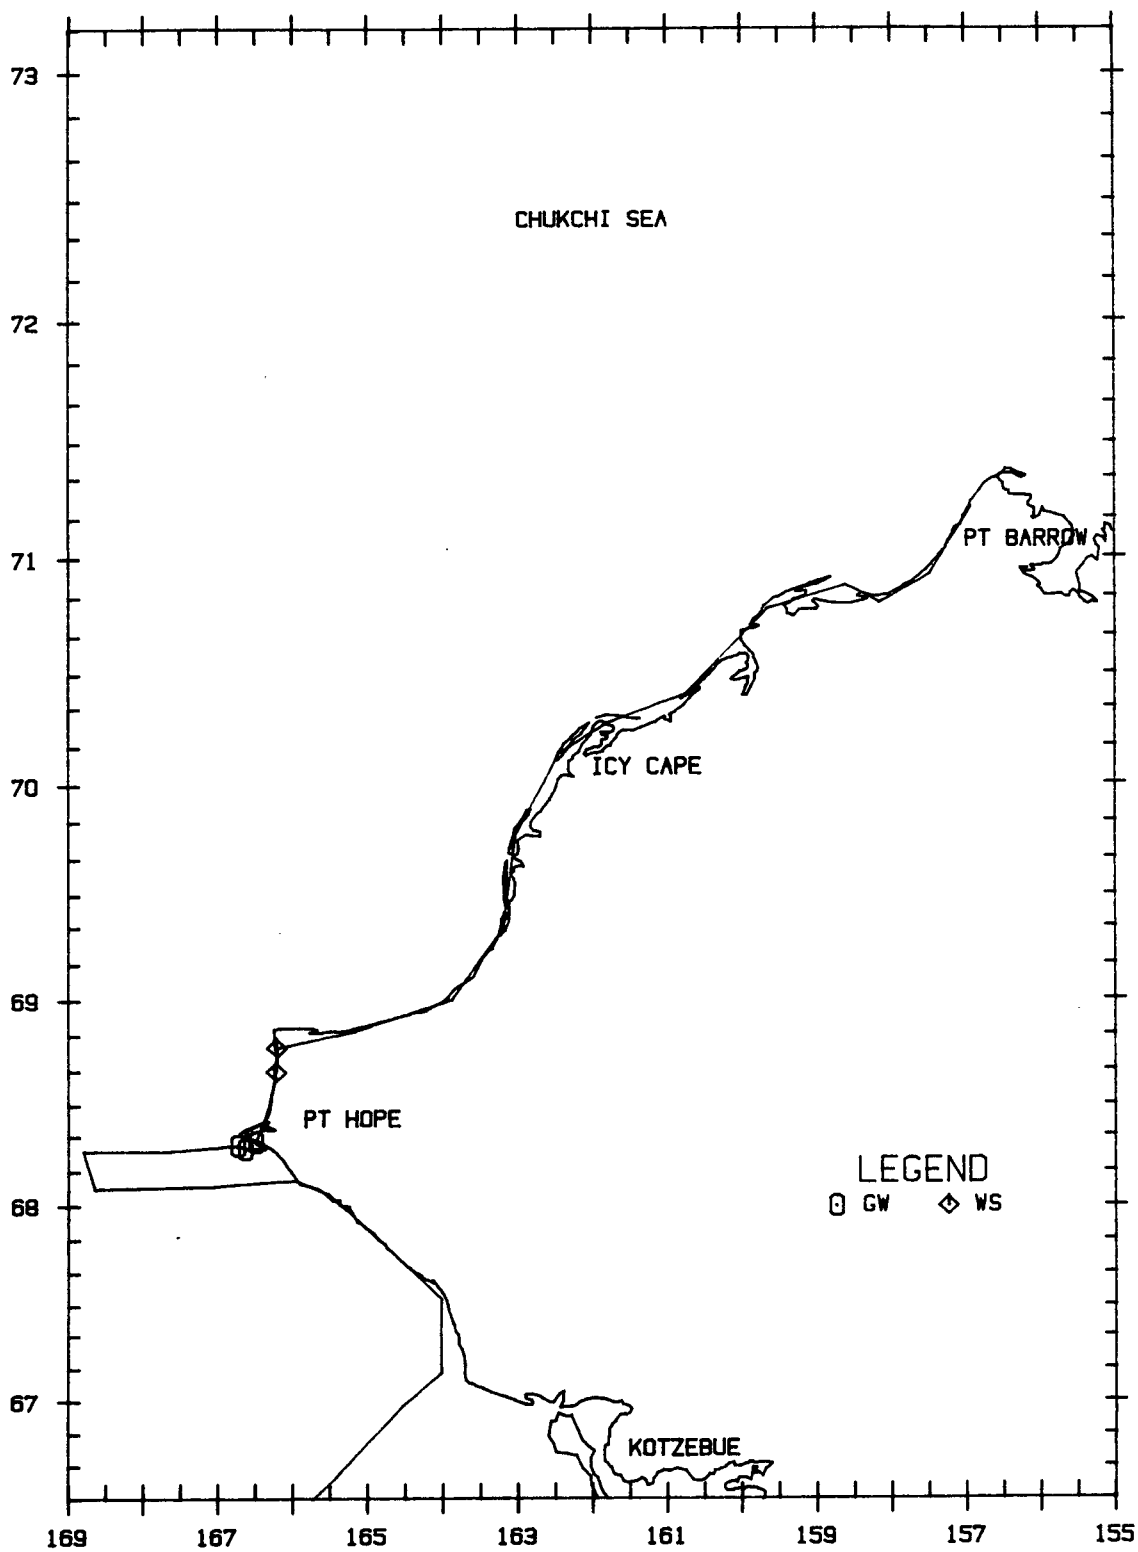 73
CHUKCHI SEA
72
71
PT BARROW
ICY CAPE
70
69
PT HOPE
LEGEND
68
GW WS
67
KOTZEBUE
169 167 165 163 161 159 157 155